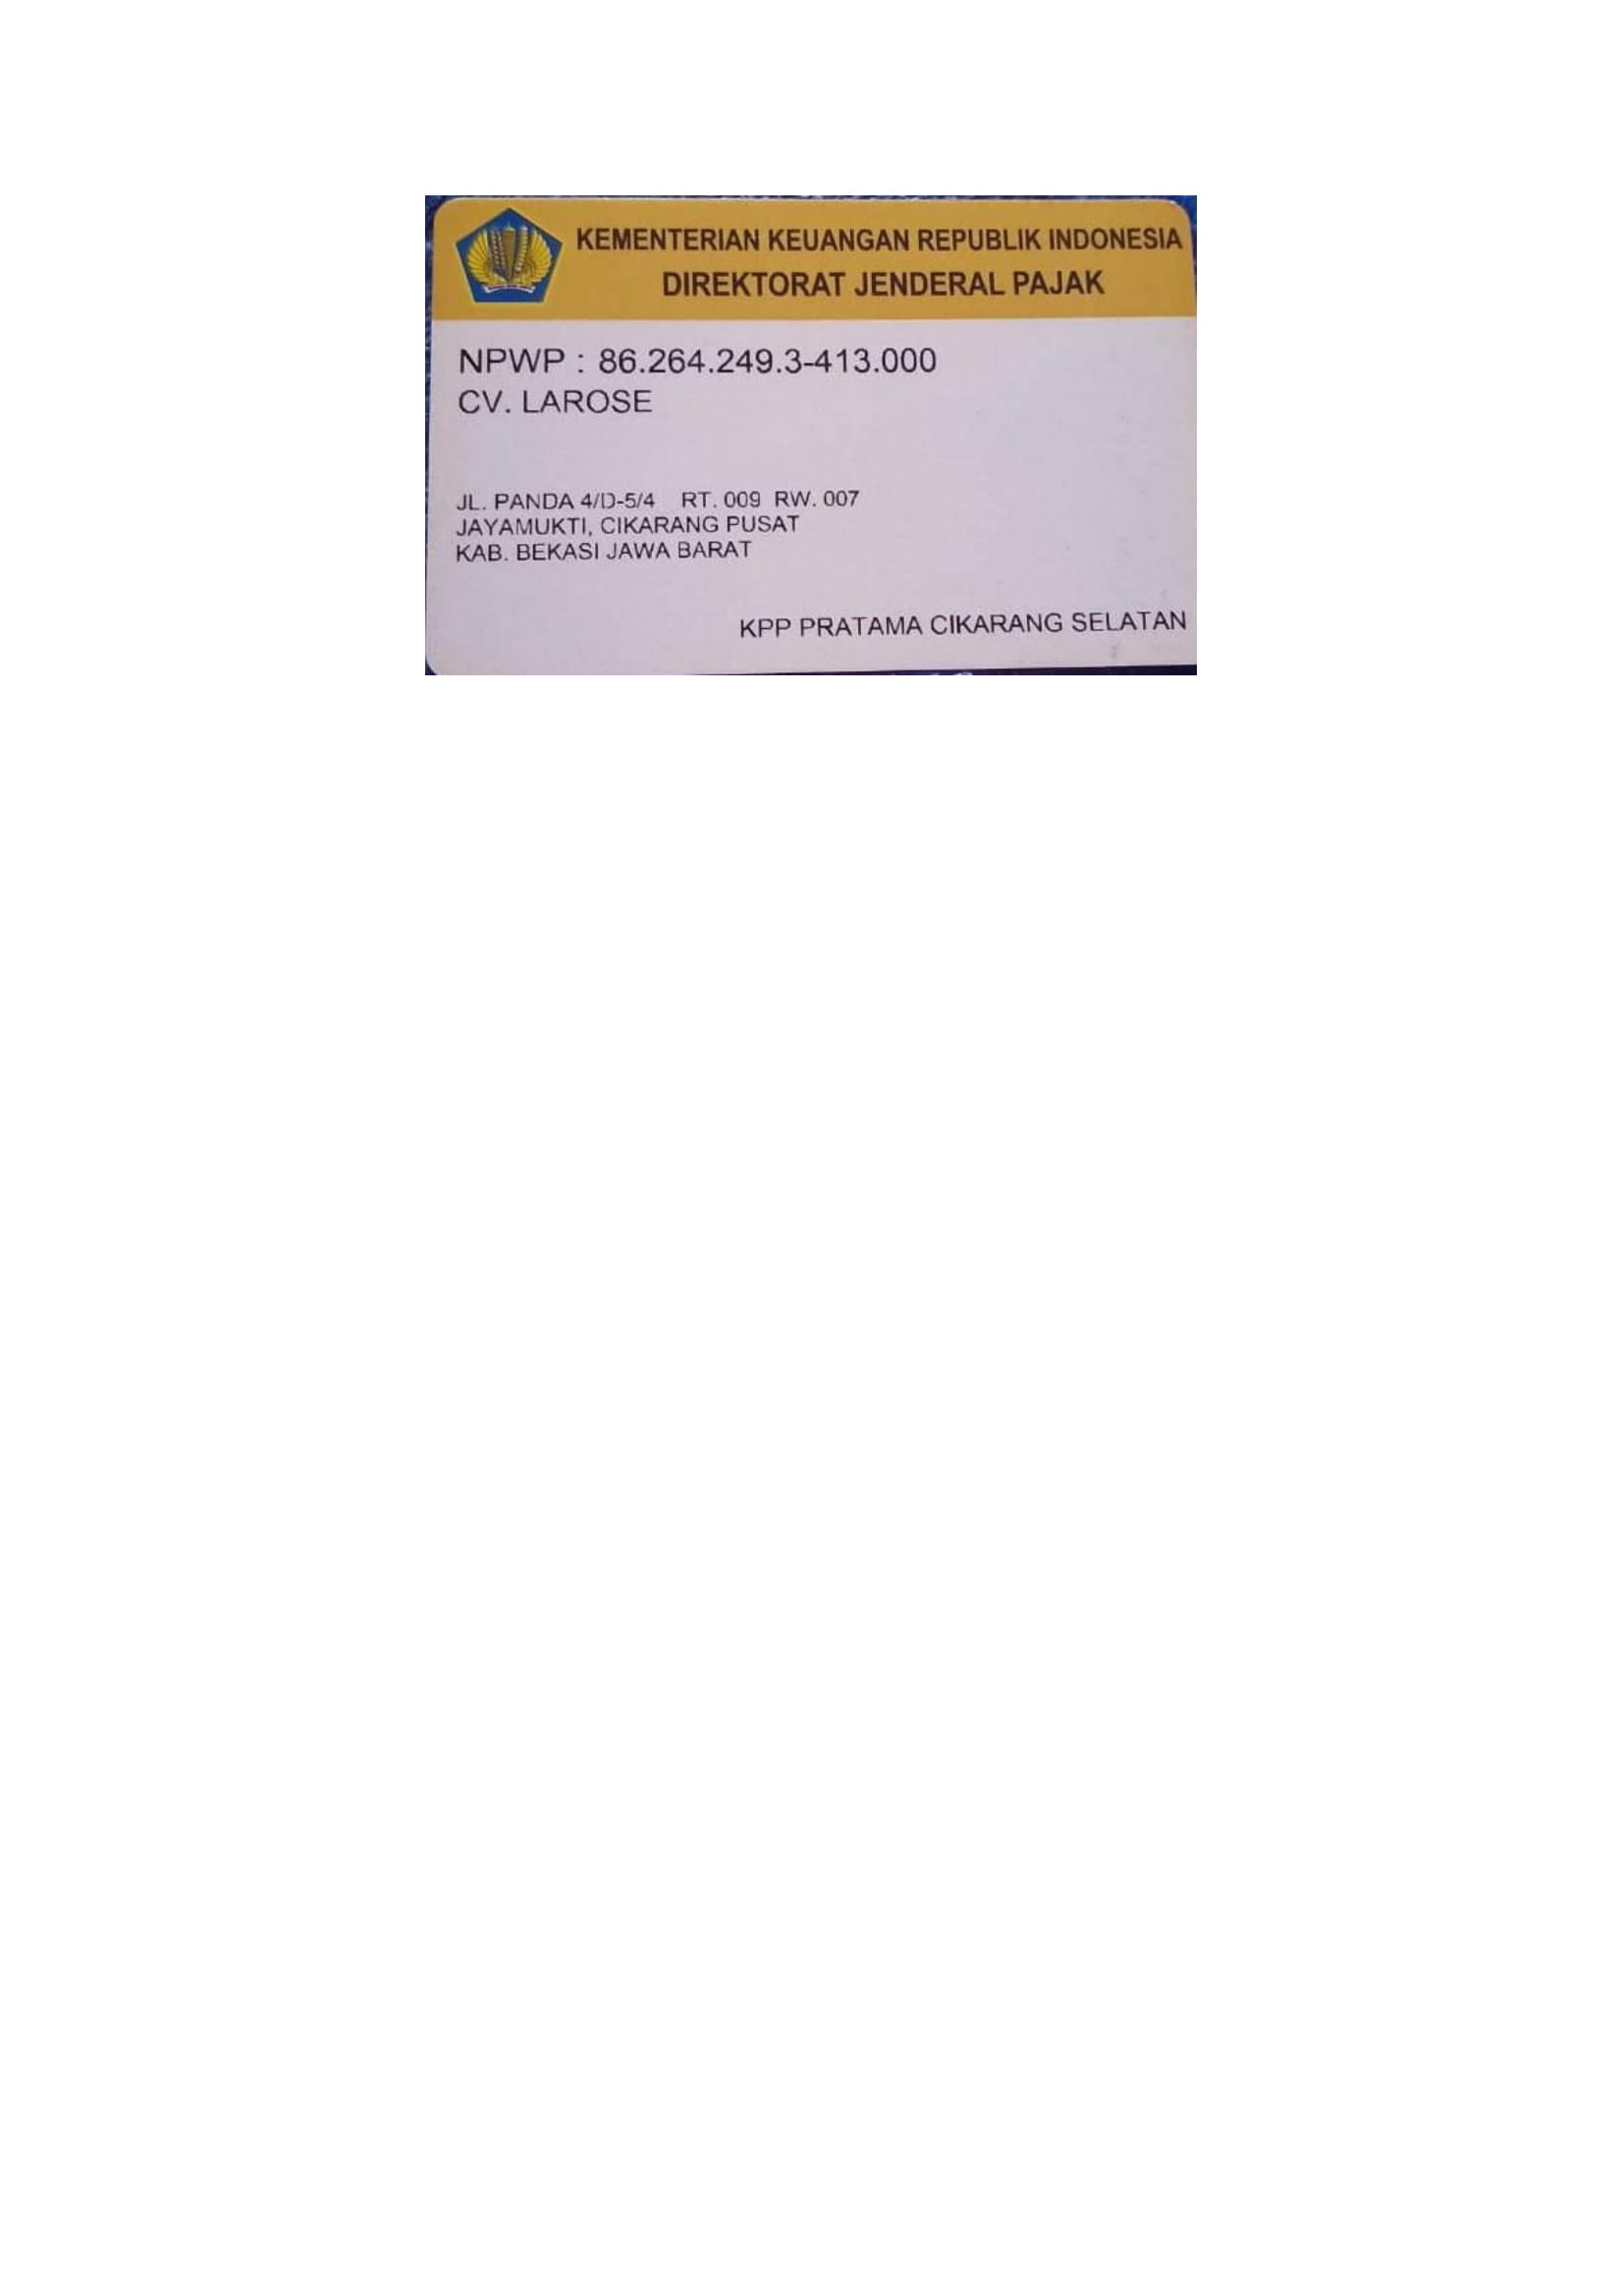 KEMENTERIAN KEUANGAN REPUBLIK INDONESIA
DIREKTORAT JENDERAL PAJAK
NPWP : 86.264.249.3-413.000
CV. LAROSE
JL. PANDA 4/D-5/4 RT. 009 RW. 007
JAYAMUKTI, CIKARANG PUSAT
KAB. BEKASI JAWA BARAT
KPP PRATAMA CIKARANG SELATAN